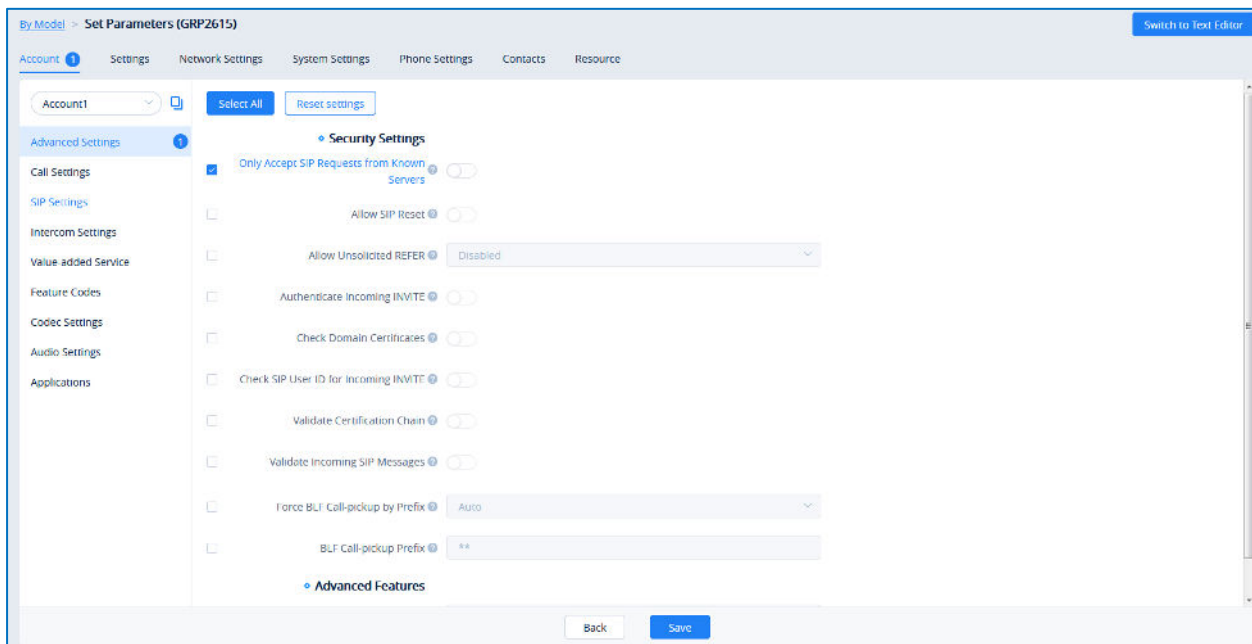 By Model > Set Parameters (GRP2615)
Switch to Text Editor
Account 1 Settings Network Settings System Settings Phone Settings Contacts Resource
Account1
Select All Reset settings
Advanced Settings 1
Call Settings
SIP Settings
Intercom Settings
Value added Service
Feature Codes
Codec Settings
Audio Settings
Applications
Security Settings
Only Accept SIP Requests from Known
Servers
Allow SIP Reset
Allow Unsolicited REFER Disabled
Authenticate Incoming INVITE
Check Domain Certificates
Check SIP User ID for Incoming INVITE
Validate Certification Chain
Validate Incoming SIP Messages
Force BLF Call-pickup by Prefix Auto
BLF Call-pickup Prefix **
Advanced Features
Back Save